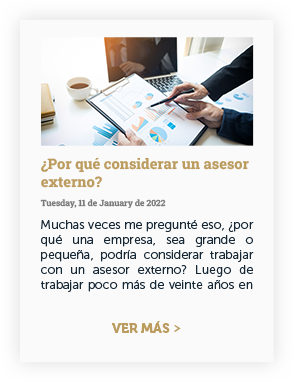 ¿Por qué considerar un asesor
externo?
Tuesday, 11 de January de 2022
Muchas veces me pregunté eso, ¿por
qué una empresa, sea grande o
pequeña, podría considerar trabajar
con un asesor externo? Luego de
trabajar poco más de veinte años en
VER MÁS >